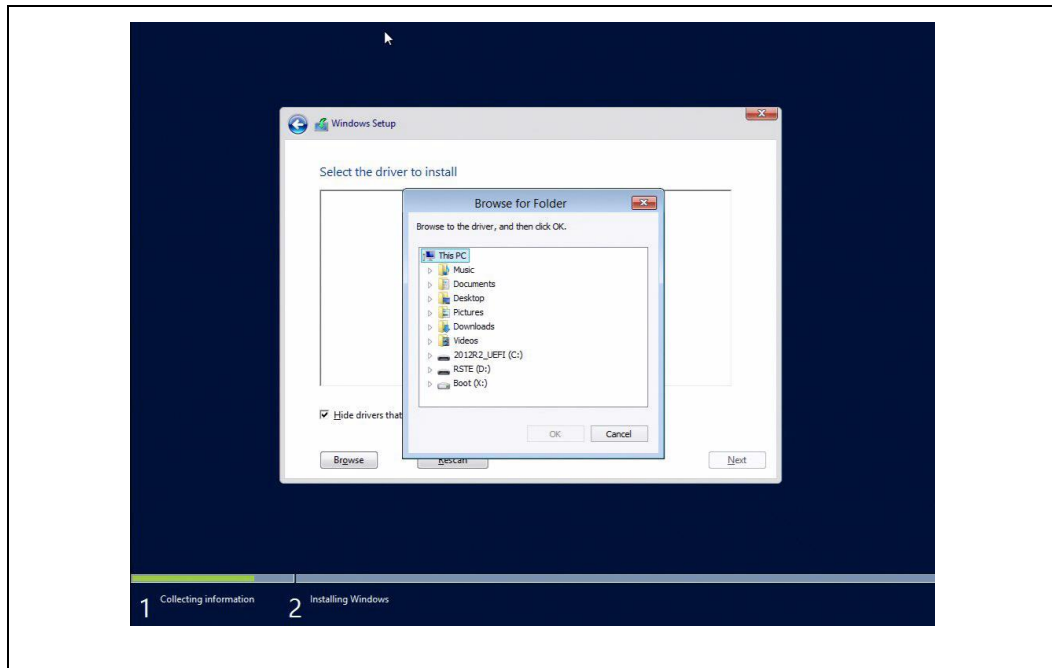 Windows Setup
Select the driver to install
Browse for Folder
Browse to the driver, and then click OK.
This PC
Music
Documents
Desktop
Pictures
Downloads
Videos
2012R2_UEFI (C:)
RSTE (D:)
Boot (X:)
Hide drivers that
OK Cancel
Browse Rescan Next
1 Collecting information 2 Installing Windows